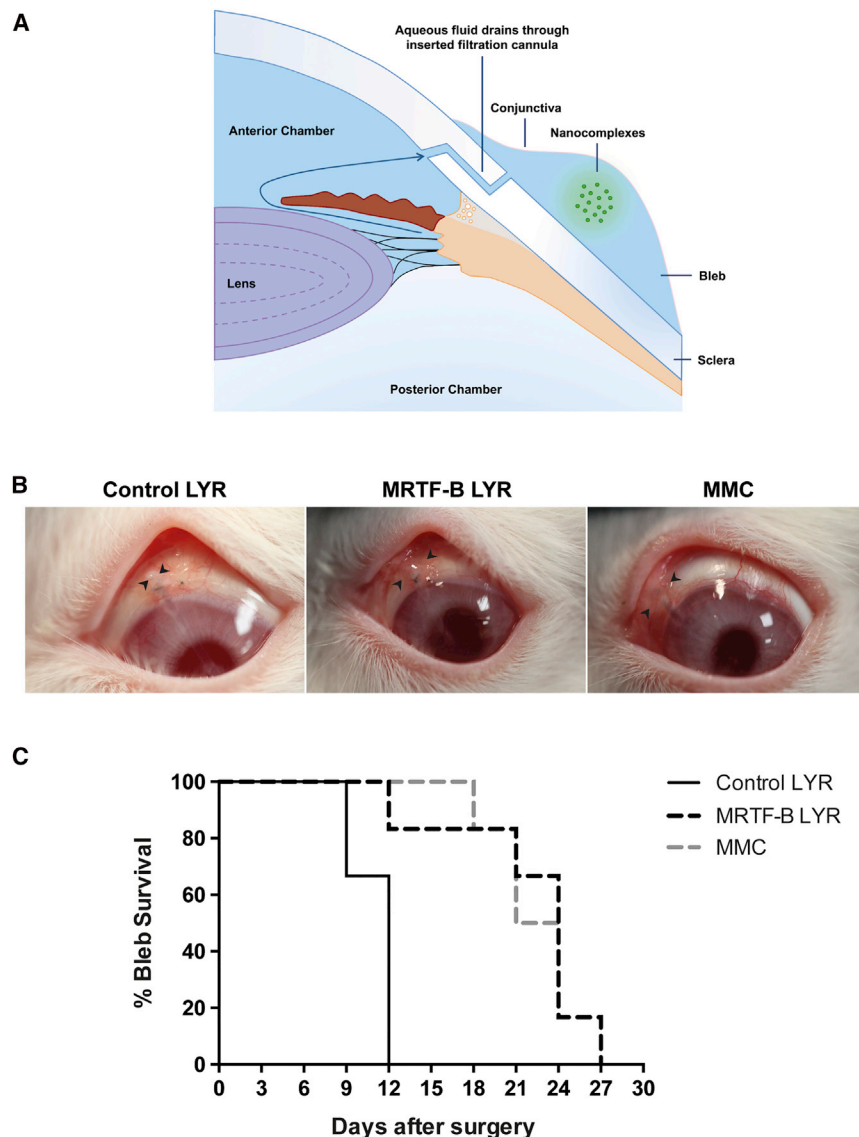 A
Aqueous fluid drains through
inserted filtration cannula
Conjunctiva
Nanocomplexes
Anterior Chamber
Lens
Bleb
Sclera
Posterior Chamber
B
Control LYR
MRTF-B LYR
MMC
C
% Bleb Survival
100
80
60
40
20
0
0 3 6 9 12 15 18 21 24 27 30
Days after surgery
Control LYR
MRTF-B LYR
MMC